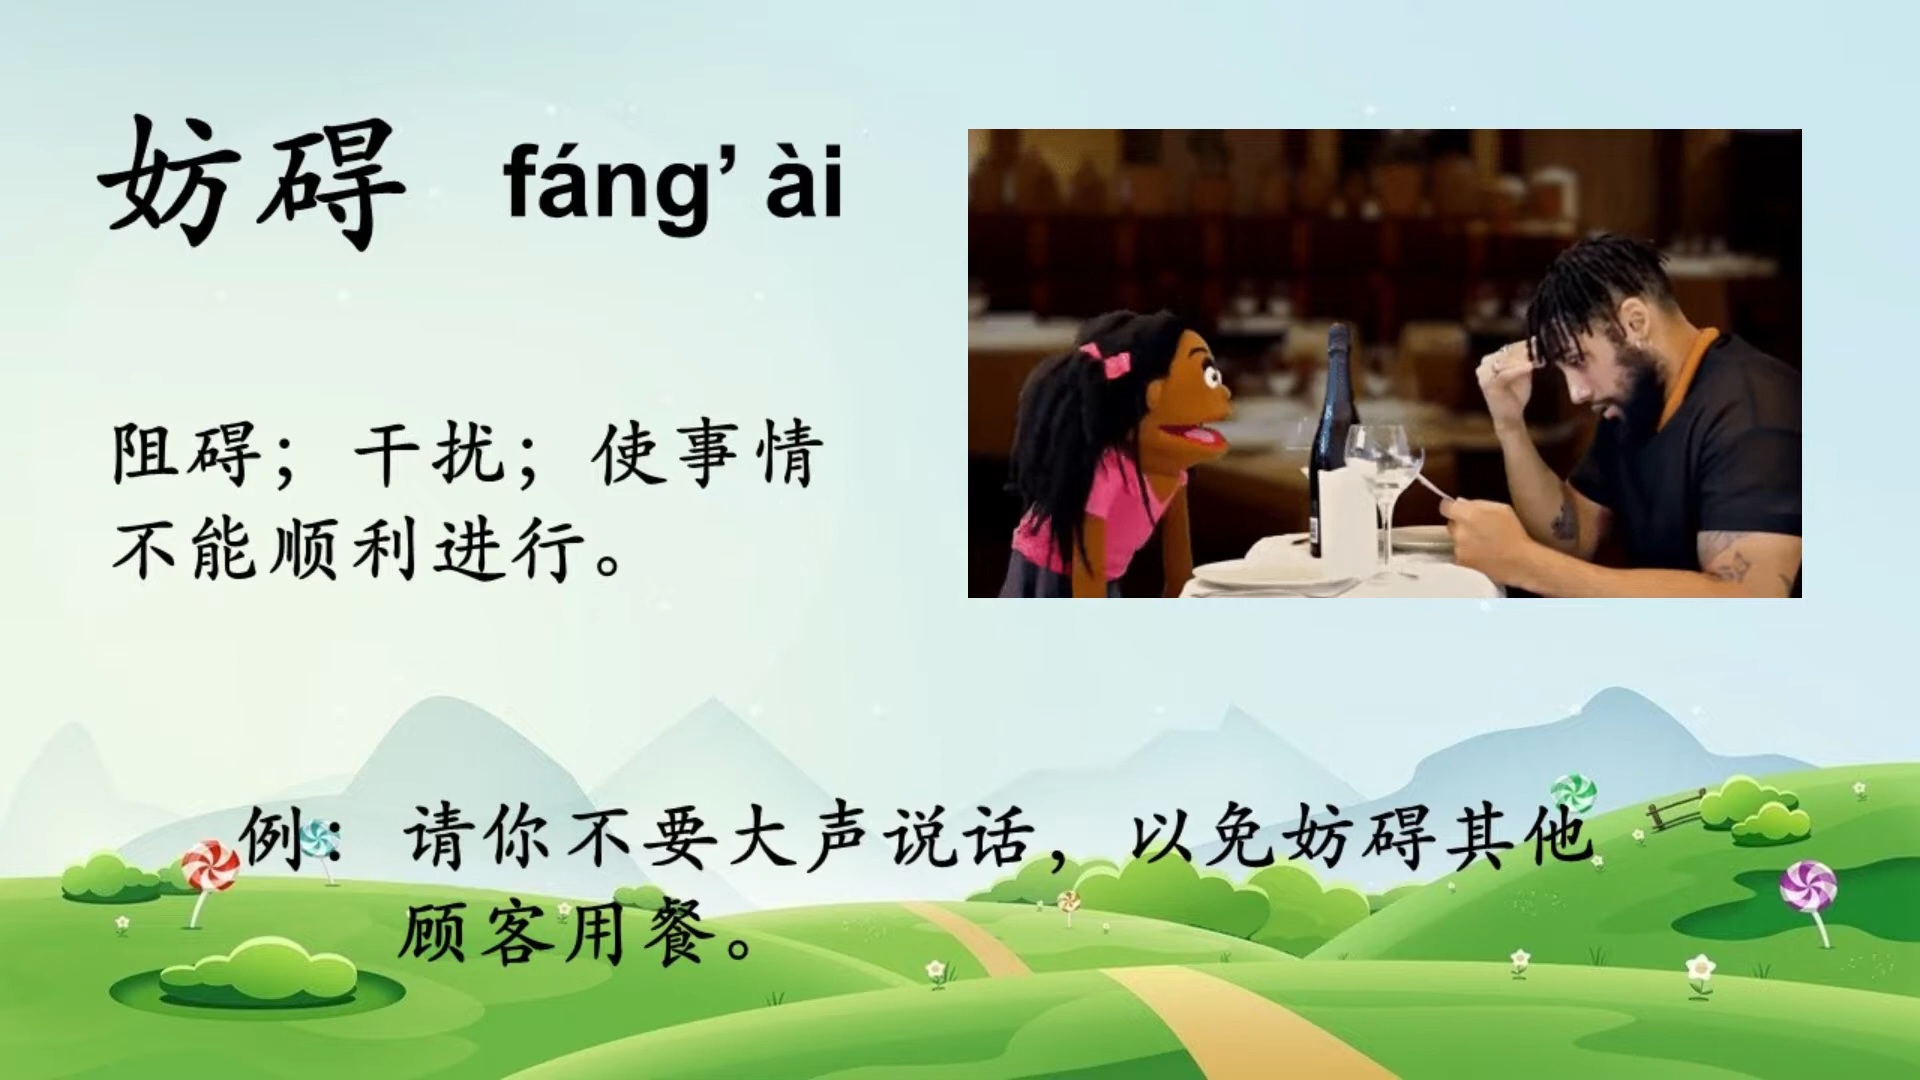 妨碍 fáng’ ài
阻碍；干扰；使事情
不能顺利进行。
例： 请你不要大声说话，以免妨碍其他
顾客用餐。